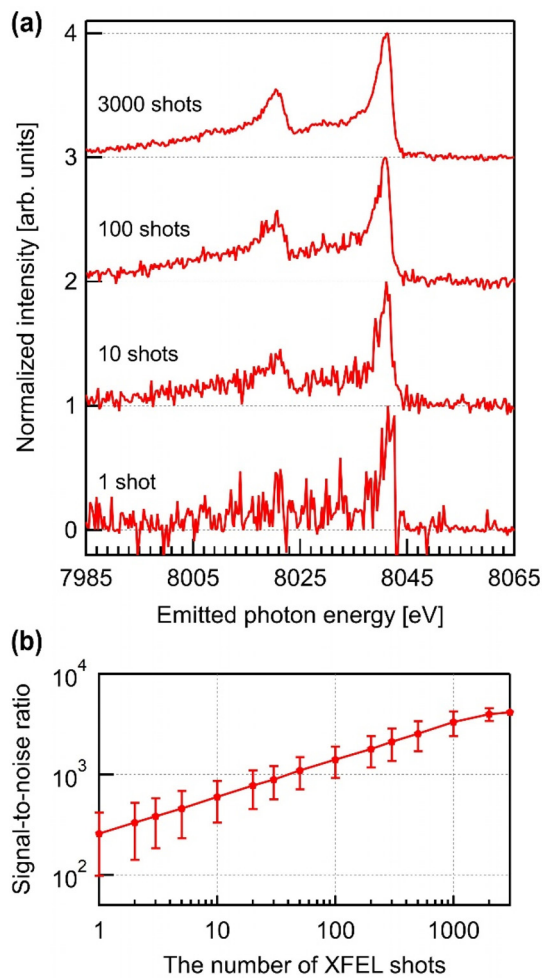 (a)
Normalized intensity [arb. units]
4
3
2
1
0
3000 shots
100 shots
10 shots
1 shot
7985 8005 8025 8045 8065
Emitted photon energy [eV]
(b)
Signal-to-noise ratio
10⁴
10³
10²
1 10 100 1000
The number of XFEL shots